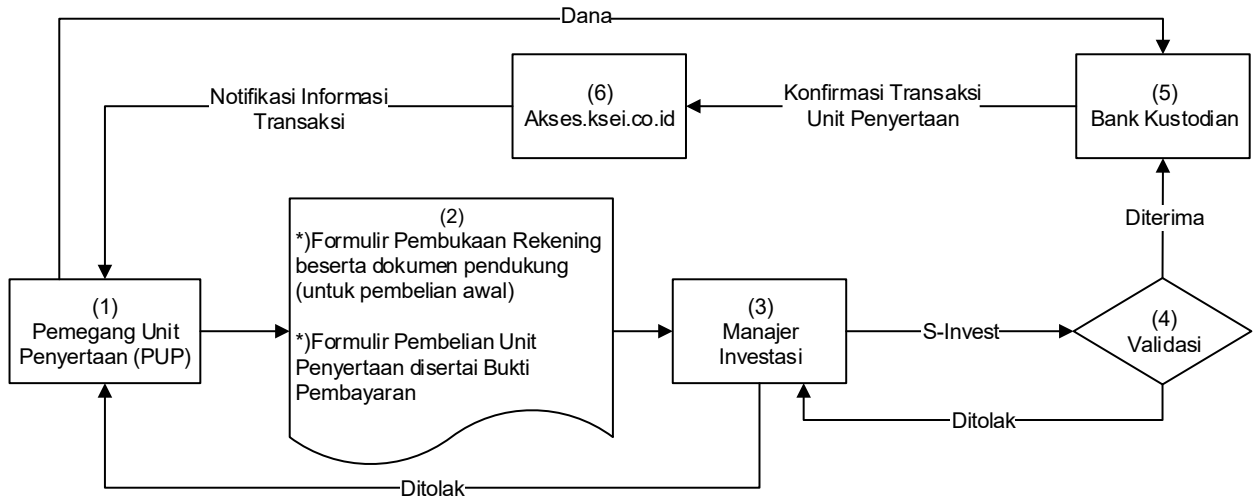 Dana
Notifikasi Informasi
Transaksi
(6)
Akses.ksei.co.id
Konfirmasi Transaksi
Unit Penyertaan
(5)
Bank Kustodian
Diterima
(1)
Pemegang Unit
Penyertaan (PUP)
(2)
*)Formulir Pembukaan Rekening
beserta dokumen pendukung
(untuk pembelian awal)
*)Formulir Pembelian Unit
Penyertaan disertai Bukti
Pembayaran
(3)
Manajer
Investasi
S-Invest
(4)
Validasi
Ditolak
Ditolak